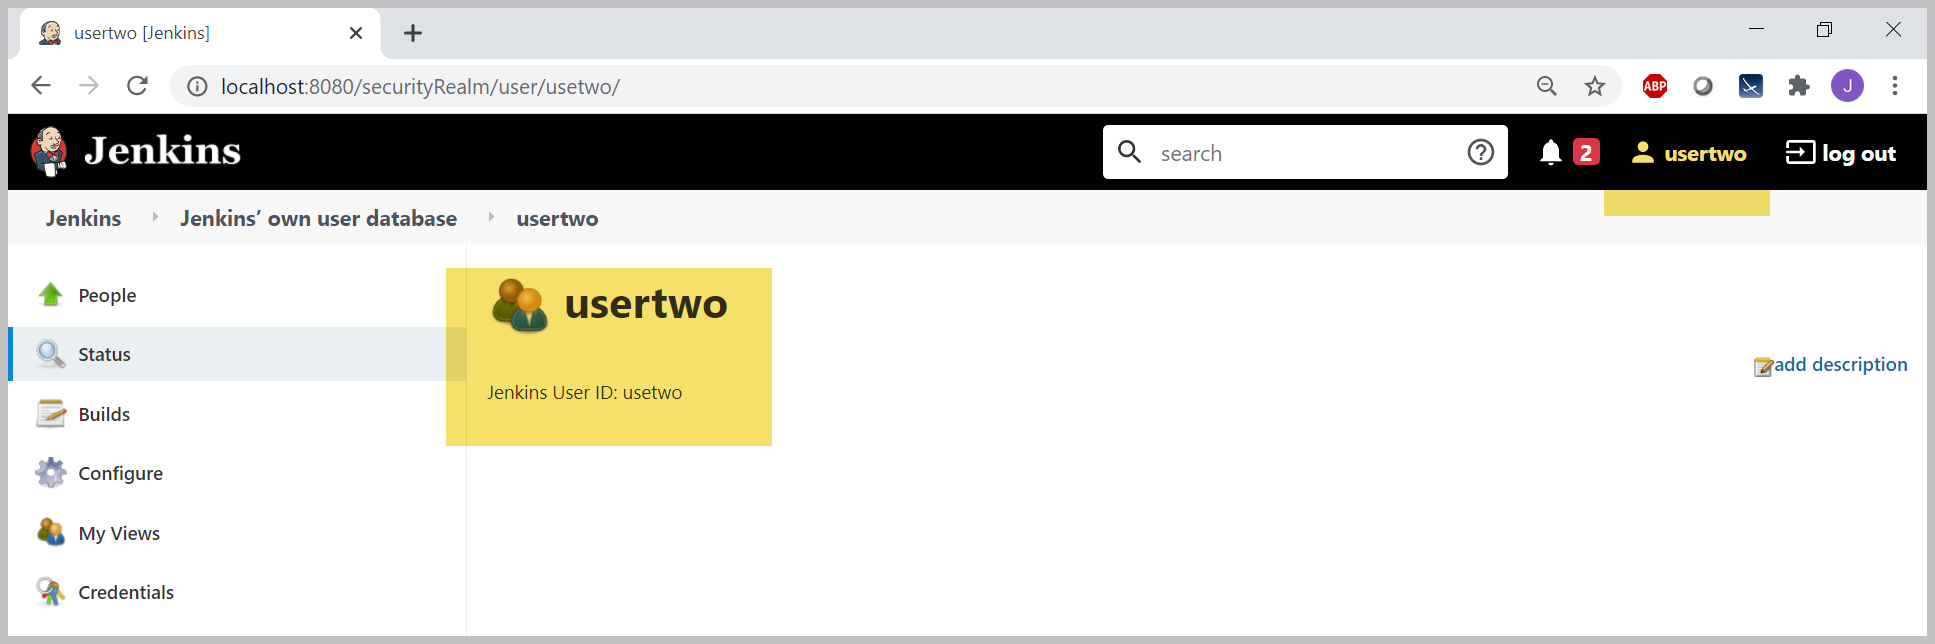 usertwo [Jenkins]
localhost:8080/securityRealm/user/usetwo/
ABP
J
Jenkins
search
2
usertwo
log out
Jenkins
Jenkins’ own user database
usertwo
People
Status
Builds
Configure
My Views
Credentials
usertwo
Jenkins User ID: usetwo
add description